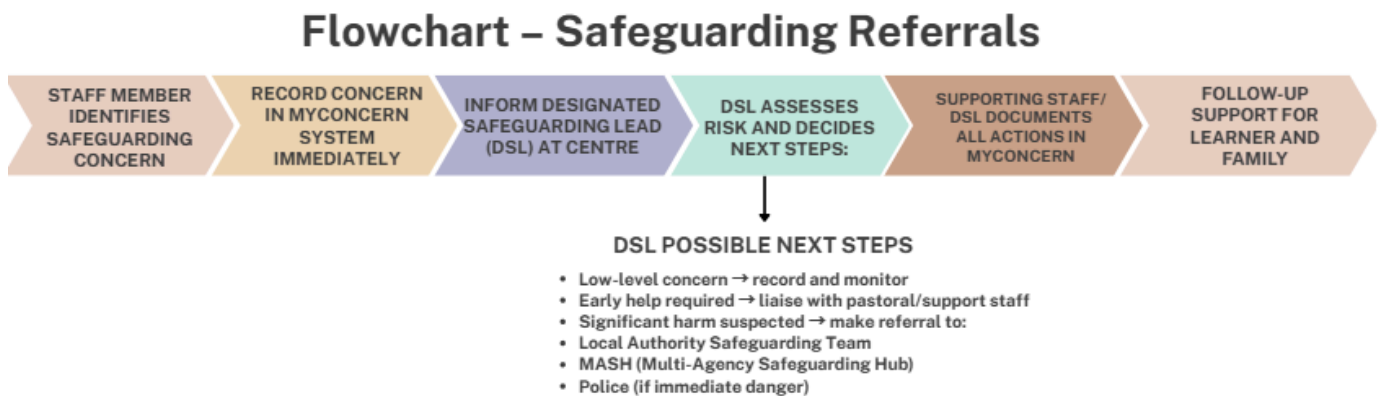 Flowchart – Safeguarding Referrals
STAFF MEMBER
IDENTIFIES
SAFEGUARDING
CONCERN
RECORD CONCERN
IN MYCONCERN
SYSTEM
IMMEDIATELY
INFORM DESIGNATED
SAFEGUARDING LEAD
(DSL) AT CENTRE
DSL ASSESSES
RISK AND DECIDES
NEXT STEPS:
SUPPORTING STAFF/
DSL DOCUMENTS
ALL ACTIONS IN
MYCONCERN
FOLLOW-UP
SUPPORT FOR
LEARNER AND
FAMILY
DSL POSSIBLE NEXT STEPS
• Low-level concern → record and monitor
• Early help required → liaise with pastoral/support staff
• Significant harm suspected → make referral to:
• Local Authority Safeguarding Team
• MASH (Multi-Agency Safeguarding Hub)
• Police (if immediate danger)